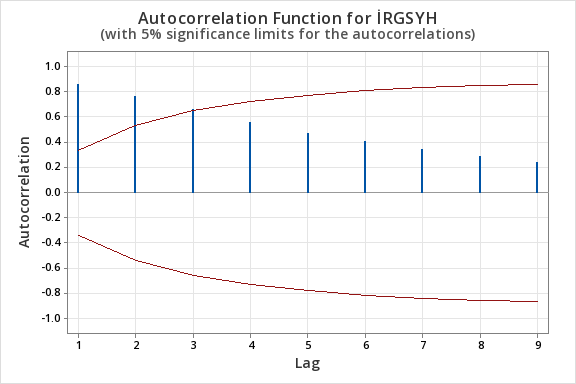 Autocorrelation Function for İRGSYH
(with 5% significance limits for the autocorrelations)
1.0
0.8
0.6
0.4
0.2
0.0
-0.2
-0.4
-0.6
-0.8
-1.0
Autocorrelation
1 2 3 4 5 6 7 8 9
Lag